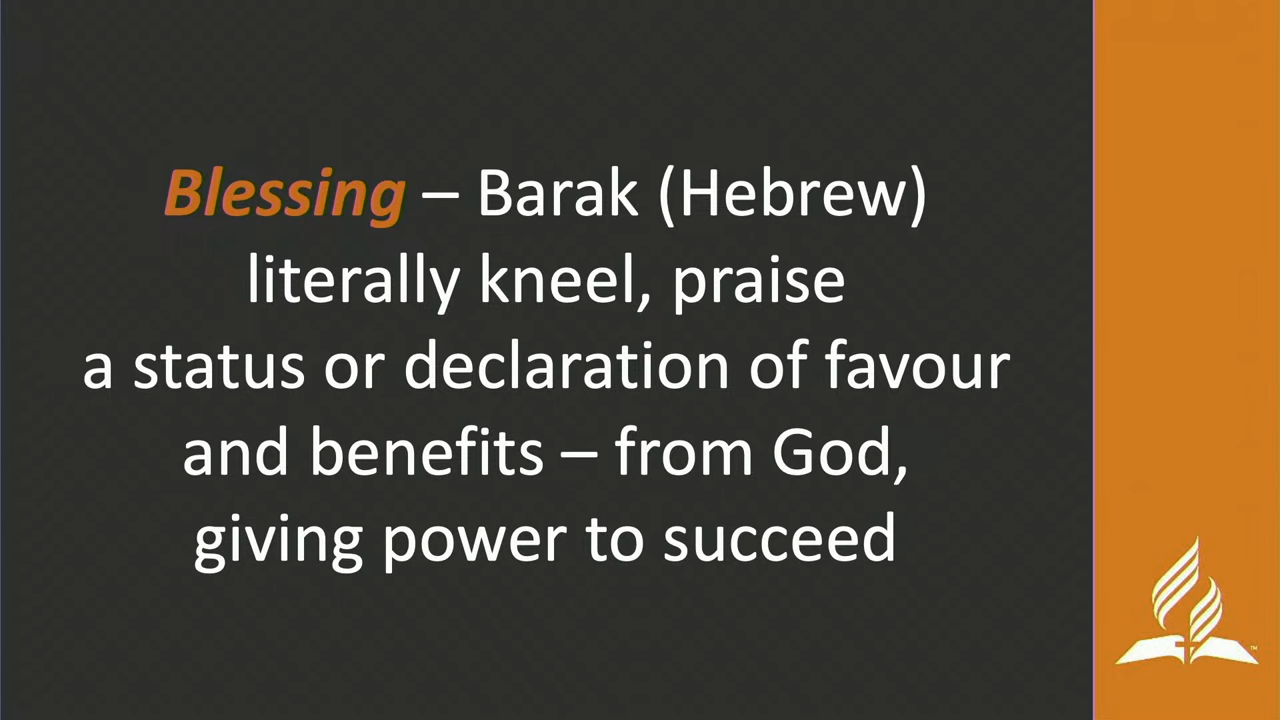 Blessing – Barak (Hebrew)
literally kneel, praise
a status or declaration of favour
and benefits – from God,
giving power to succeed
™